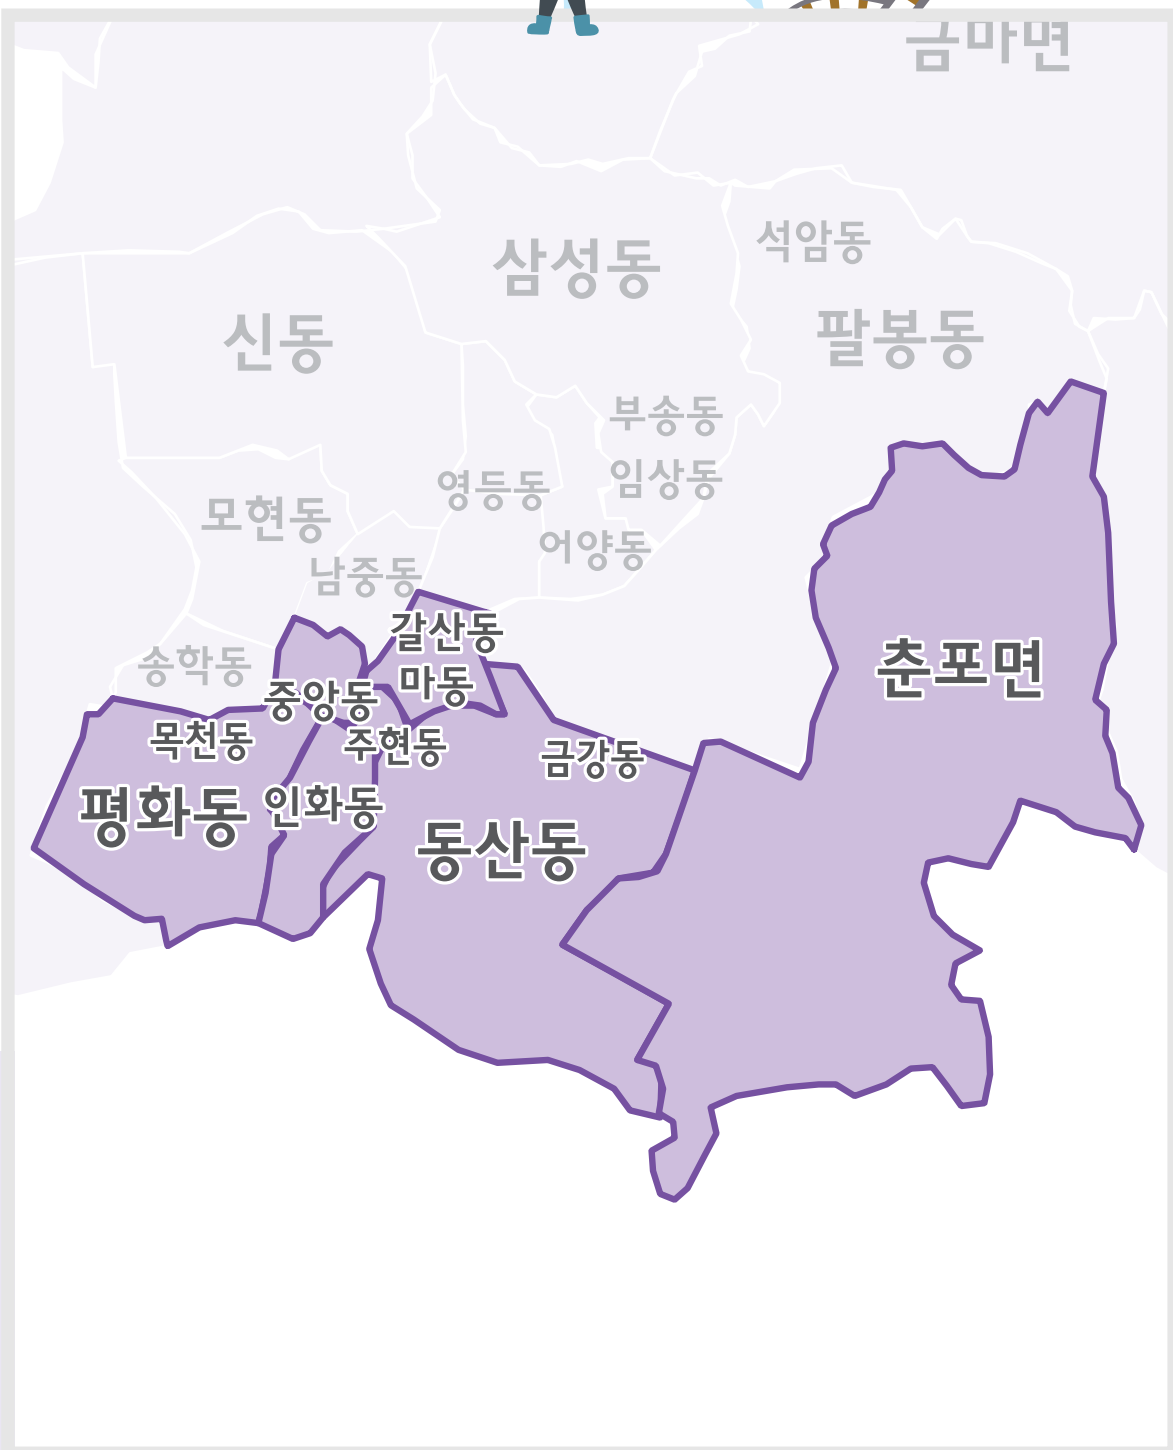 금마면
석암동
삼성동
신동
팔봉동
부송동
영등동
임상동
모현동
어양동
남중동
갈산동
송학동
춘포면
마동
중앙동
목천동
주현동
금강동
평화동
인화동
동산동